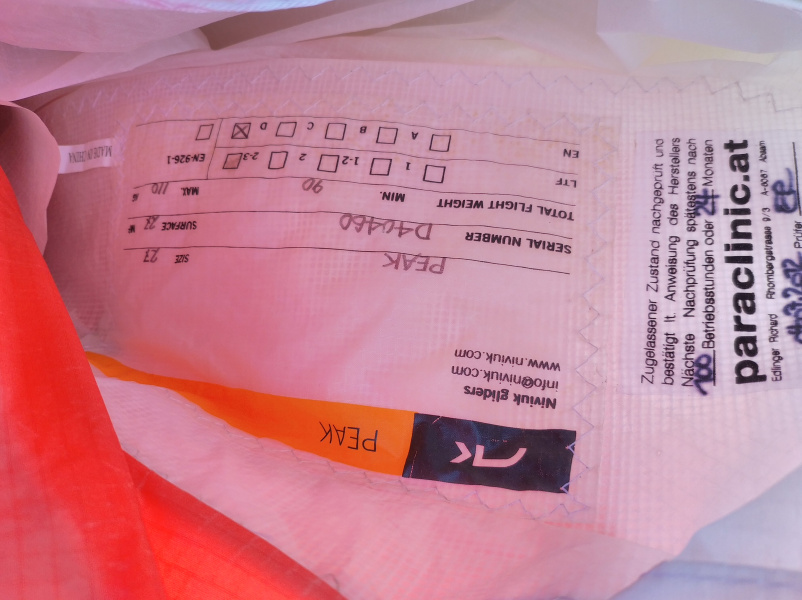 PEAK
Niviuk gliders
info@niviuk.com
www.niviuk.com
PEAK SIZE 23
SERIAL NUMBER D40460 SURFACE 23 M²
TOTAL FLIGHT WEIGHT MIN. 90 MAX. 110
LTF 1 1-2 2 2-3 EN-926-1
EN A B C D
MADE IN CHINA
Zugelassener Zustand nachgeprüft und
bestätigt lt. Anweisung des Herstellers
Nächste Nachprüfung spätestens nach
100 Betriebsstunden oder 24 Monaten
paraclinic.at
Edlinger Richard Rhombergstrasse 9/3 A-6067 Absam
Prüfer